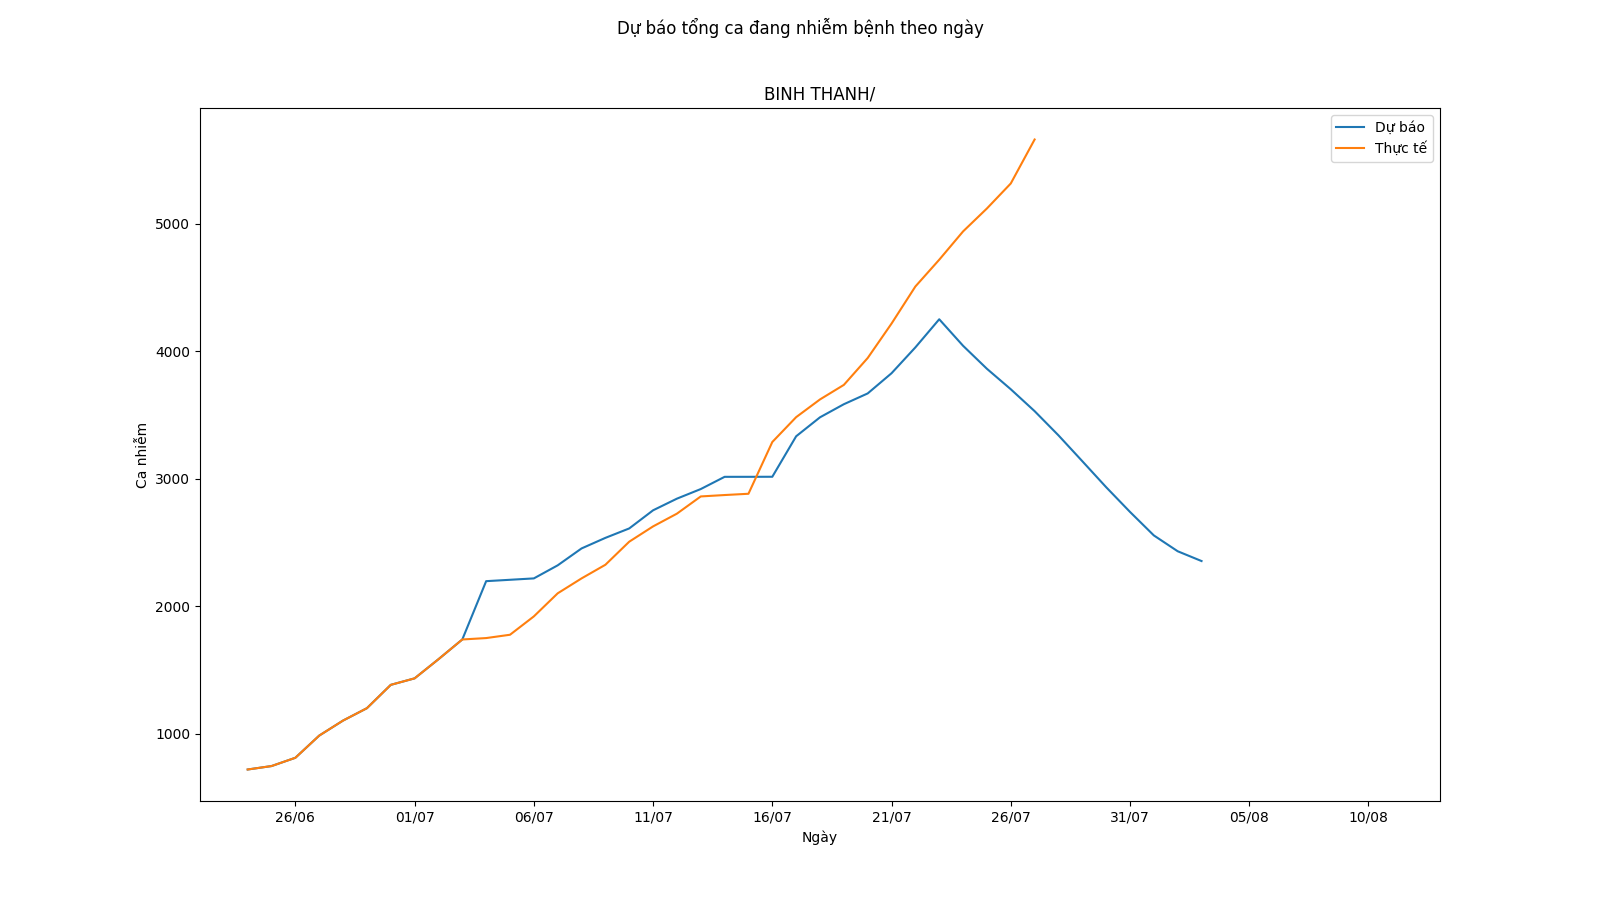 Dự báo tổng ca đang nhiễm bệnh theo ngày
BINH THANH/
Dự báo
Thực tế
5000
4000
3000
2000
1000
Ca nhiễm
26/06 01/07 06/07 11/07 16/07 21/07 26/07 31/07 05/08 10/08
Ngày